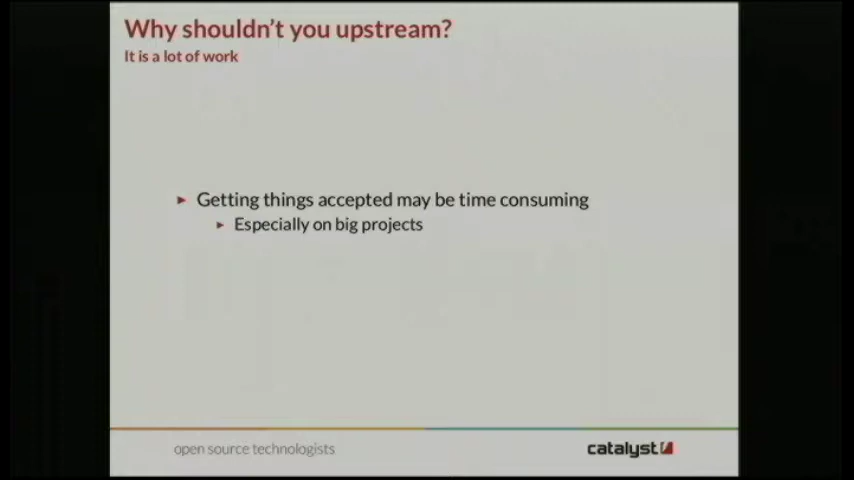 Why shouldn't you upstream?
It is a lot of work
Getting things accepted may be time consuming
Especially on big projects
open source technologists
catalyst